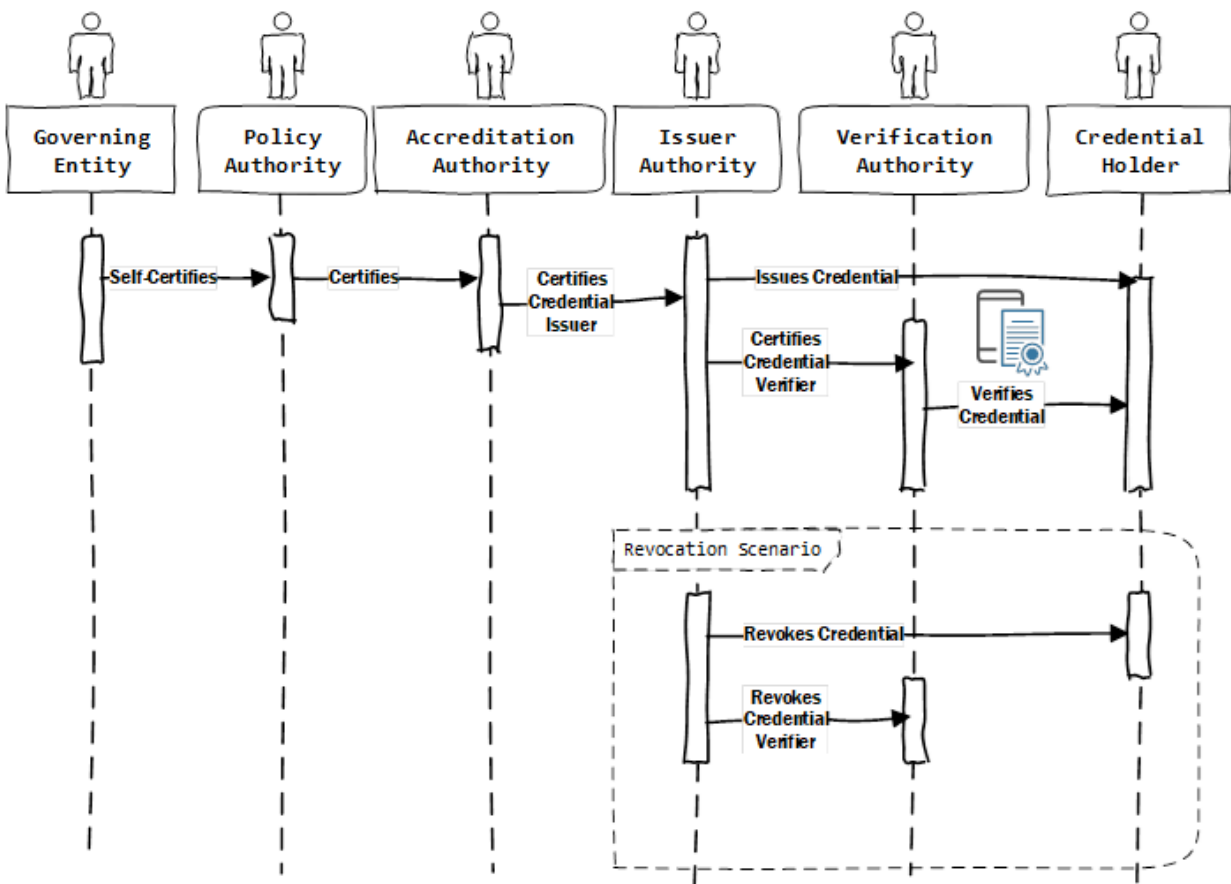 Governing
Entity
Policy
Authority
Accreditation
Authority
Issuer
Authority
Verification
Authority
Credential
Holder
Self-Certifies
Certifies
Certifies
Credential
Issuer
Issues Credential
Certifies
Credential
Verifier
Verifies
Credential
Revocation Scenario
Revokes Credential
Revokes
Credential
Verifier